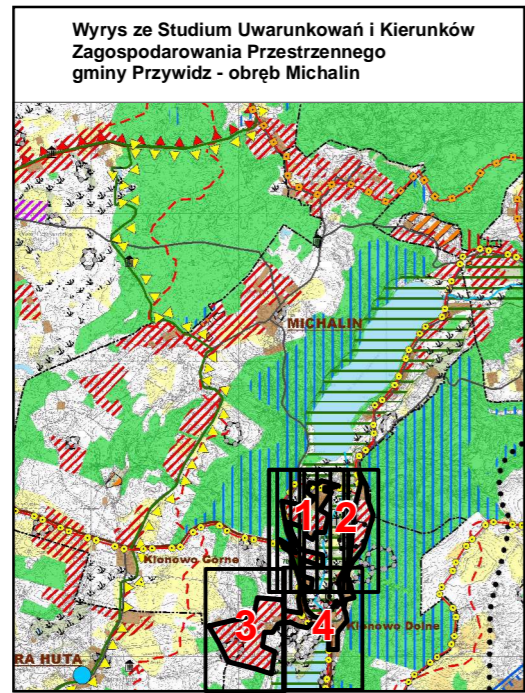 Wyrys ze Studium Uwarunkowań i Kierunków
Zagospodarowania Przestrzennego
gminy Przywidz - obręb Michalin
MICHALIN
1 2
Klonowo Górne
3 4
Klonowo Dolne
RA HUTA